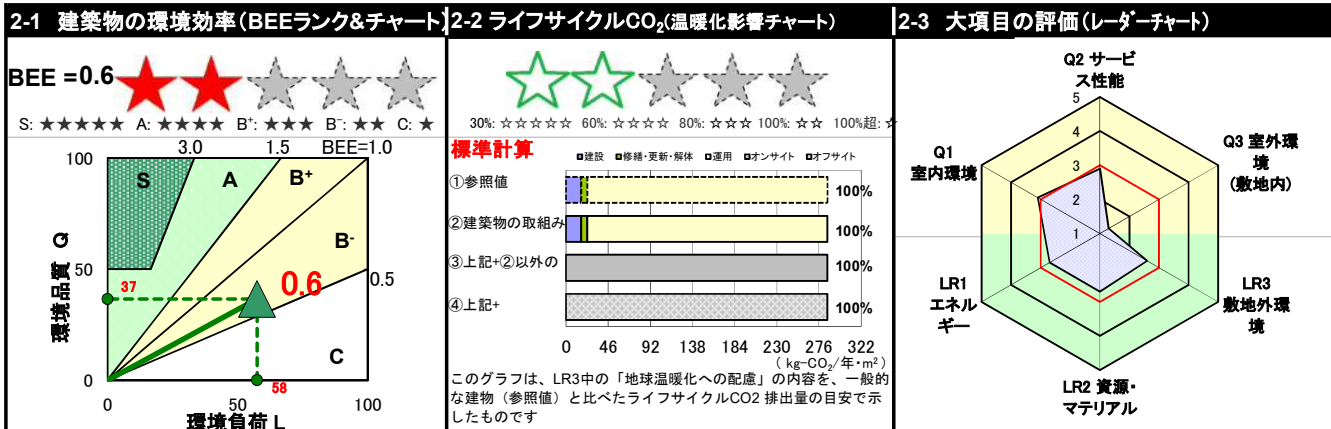 2-1 建築物の環境効率(BEEランク&チャート)
BEE =0.6
S: ★★★★★ A: ★★★★ B⁺: ★★★ B⁻: ★★ C: ★
3.0
1.5
BEE=1.0
100
S
A
B⁺
B⁻
50
0.5
37
0.6
C
58
0
0
50
100
環境品質 Q
環境負荷 L
2-2 ライフサイクルCO₂(温暖化影響チャート)
30%: ☆☆☆☆☆ 60%: ☆☆☆☆ 80%: ☆☆☆ 100%: ☆☆ 100%超: ☆
標準計算
■建設 ■修繕・更新・解体 □運用 ■オンサイト ■オフサイト
①参照値
100%
②建築物の取組み
100%
③上記+②以外の
100%
④上記+
100%
0 46 92 138 184 230 276 322
( kg-CO₂/年・m² )
このグラフは、LR3中の「地球温暖化への配慮」の内容を、一般的
な建物(参照値)と比べたライフサイクルCO2 排出量の目安で示
したものです
2-3 大項目の評価(レーダーチャート)
Q2 サービ
ス性能
5
4
3
2
1
Q1
室内環境
Q3 室外環
境
(敷地内)
LR1
エネル
ギー
LR3
敷地外環
境
LR2 資源・
マテリアル